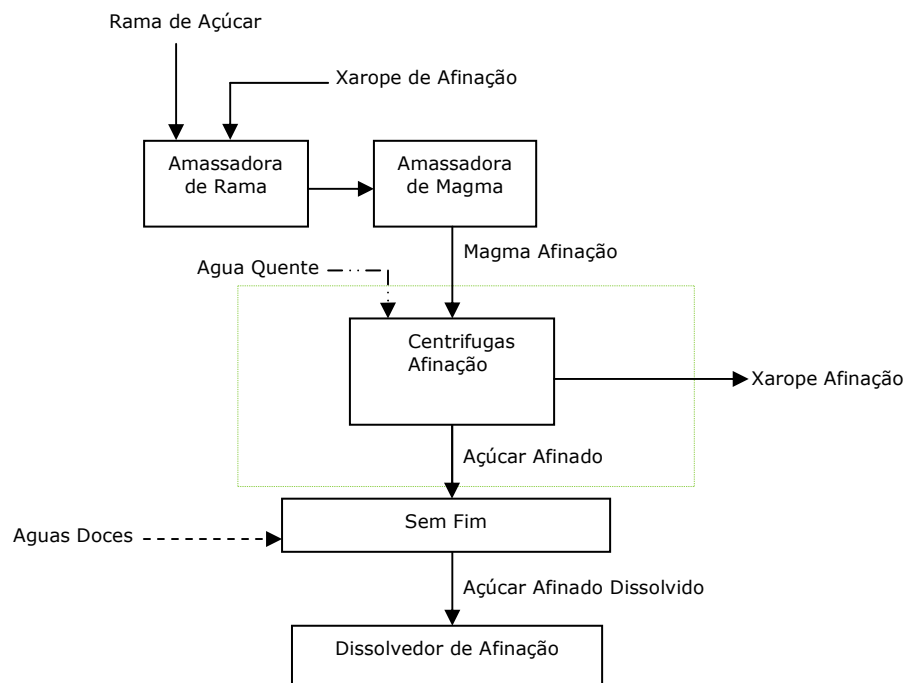 Rama de Açúcar
Xarope de Afinação
Amassadora
de Rama
Amassadora
de Magma
Magma Afinação
Agua Quente
Centrifugas
Afinação
Xarope Afinação
Açúcar Afinado
Sem Fim
Aguas Doces
Açúcar Afinado Dissolvido
Dissolvedor de Afinação